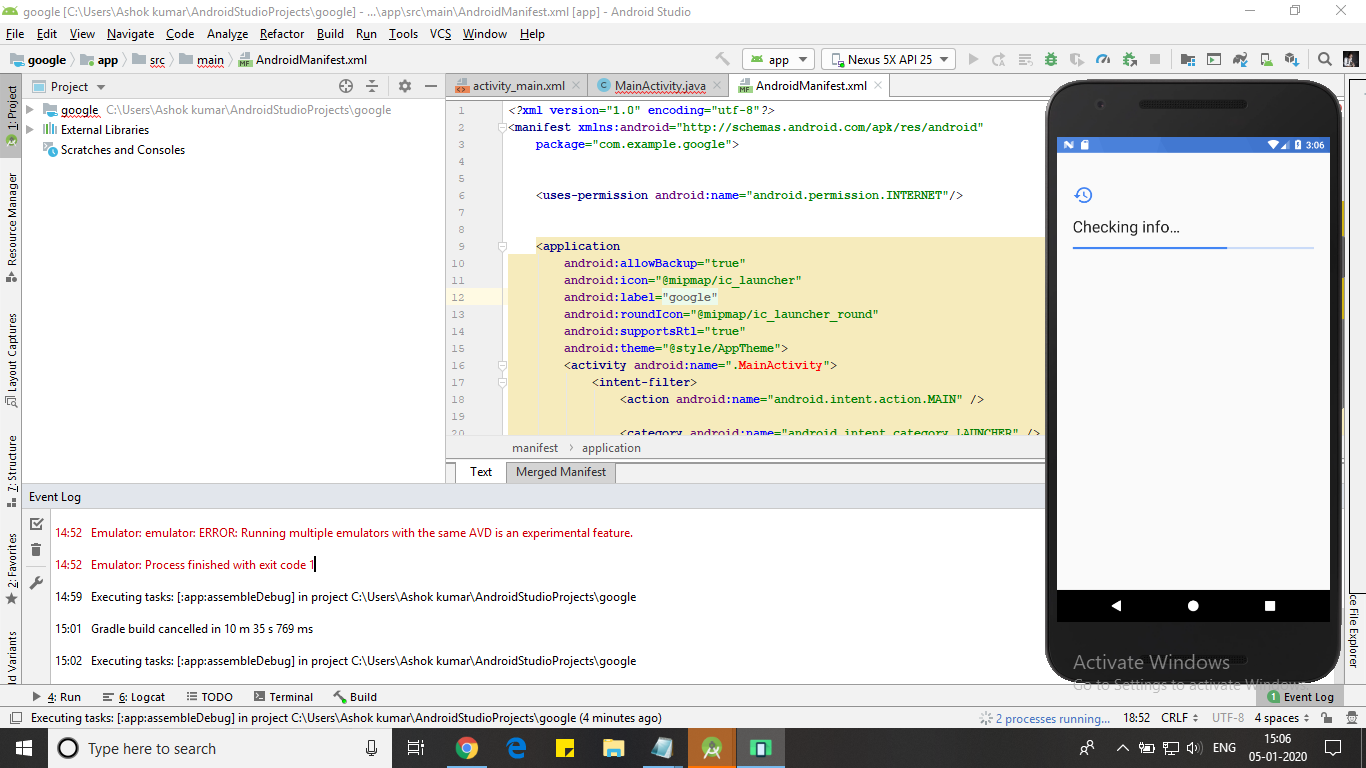 google [C:\Users\Ashok kumar\AndroidStudioProjects\google] - ...\app\src\main\AndroidManifest.xml [app] - Android Studio
File Edit View Navigate Code Analyze Refactor Build Run Tools VCS Window Help
google app src main AndroidManifest.xml
app Nexus 5X API 25
Project
activity_main.xml MainActivity.java AndroidManifest.xml
google C:\Users\Ashok kumar\AndroidStudioProjects\google
External Libraries
Scratches and Consoles
1: Project
Resource Manager
Layout Captures
7: Structure
2: Favorites
1 <?xml version="1.0" encoding="utf-8"?>
2 <manifest xmlns:android="http://schemas.android.com/apk/res/android"
3 package="com.example.google">
4
5
6 <uses-permission android:name="android.permission.INTERNET"/>
7
8
9 <application
10 android:allowBackup="true"
11 android:icon="@mipmap/ic_launcher"
12 android:label="google"
13 android:roundIcon="@mipmap/ic_launcher_round"
14 android:supportsRtl="true"
15 android:theme="@style/AppTheme">
16 <activity android:name=".MainActivity">
17 <intent-filter>
18 <action android:name="android.intent.action.MAIN" />
19
20 <category android:name="android.intent.category.LAUNCHER" />
manifest application
Text Merged Manifest
3:06
Checking info...
Event Log
14:52 Emulator: emulator: ERROR: Running multiple emulators with the same AVD is an experimental feature.
14:52 Emulator: Process finished with exit code 1
14:59 Executing tasks: [:app:assembleDebug] in project C:\Users\Ashok kumar\AndroidStudioProjects\google
15:01 Gradle build cancelled in 10 m 35 s 769 ms
15:02 Executing tasks: [:app:assembleDebug] in project C:\Users\Ashok kumar\AndroidStudioProjects\google
Variants
File Explorer
Activate Windows
Go to Settings to activate Windows.
4: Run 6: Logcat TODO Terminal Build 1 Event Log
Executing tasks: [:app:assembleDebug] in project C:\Users\Ashok kumar\AndroidStudioProjects\google (4 minutes ago) 2 processes running... 18:52 CRLF UTF-8 4 spaces
Type here to search
ENG
15:06
05-01-2020